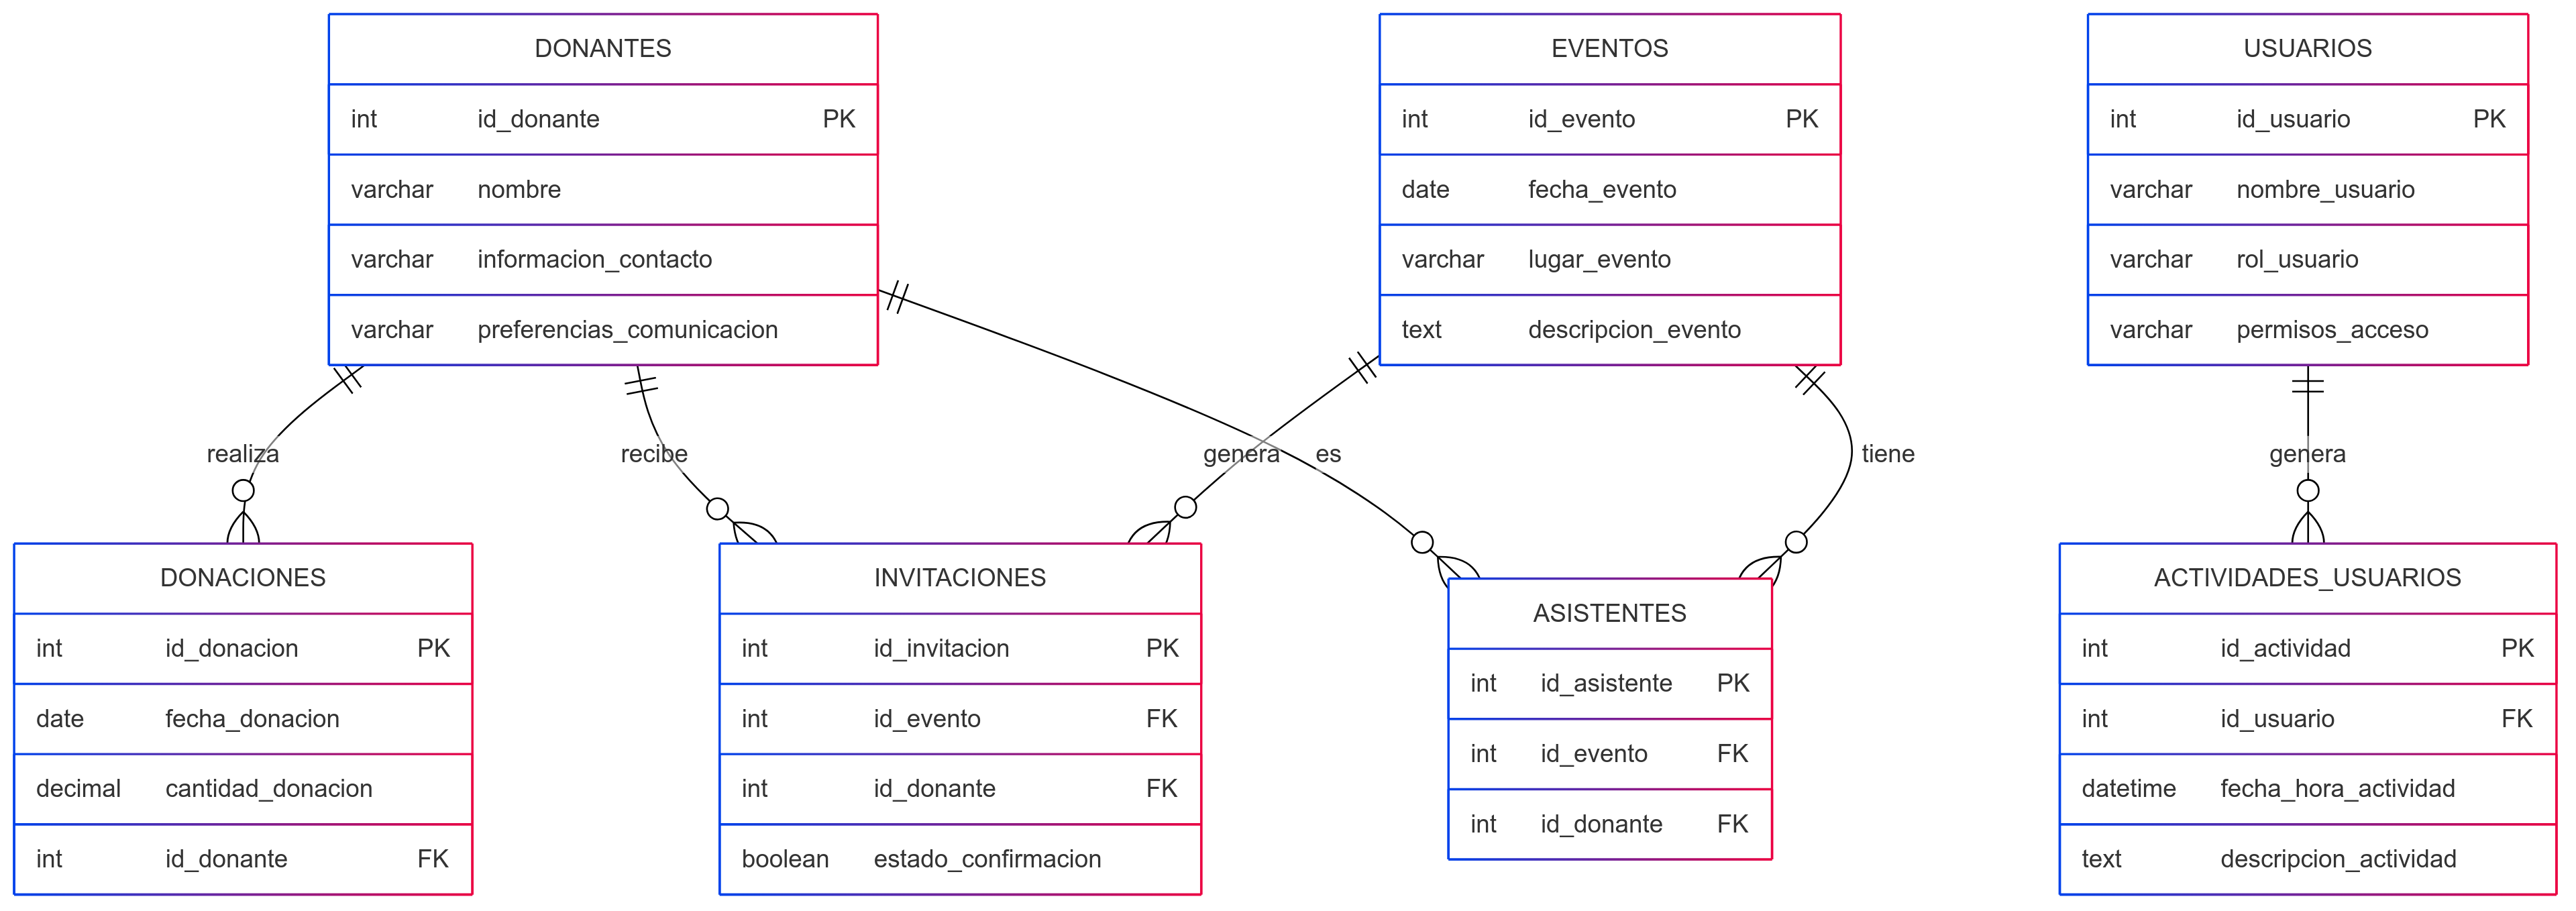 DONANTES
int id_donante PK
varchar nombre
varchar informacion_contacto
varchar preferencias_comunicacion
EVENTOS
int id_evento PK
date fecha_evento
varchar lugar_evento
text descripcion_evento
USUARIOS
int id_usuario PK
varchar nombre_usuario
varchar rol_usuario
varchar permisos_acceso
realiza
recibe
genera
es
tiene
genera
DONACIONES
int id_donacion PK
date fecha_donacion
decimal cantidad_donacion
int id_donante FK
INVITACIONES
int id_invitacion PK
int id_evento FK
int id_donante FK
boolean estado_confirmacion
ASISTENTES
int id_asistente PK
int id_evento FK
int id_donante FK
ACTIVIDADES_USUARIOS
int id_actividad PK
int id_usuario FK
datetime fecha_hora_actividad
text descripcion_actividad